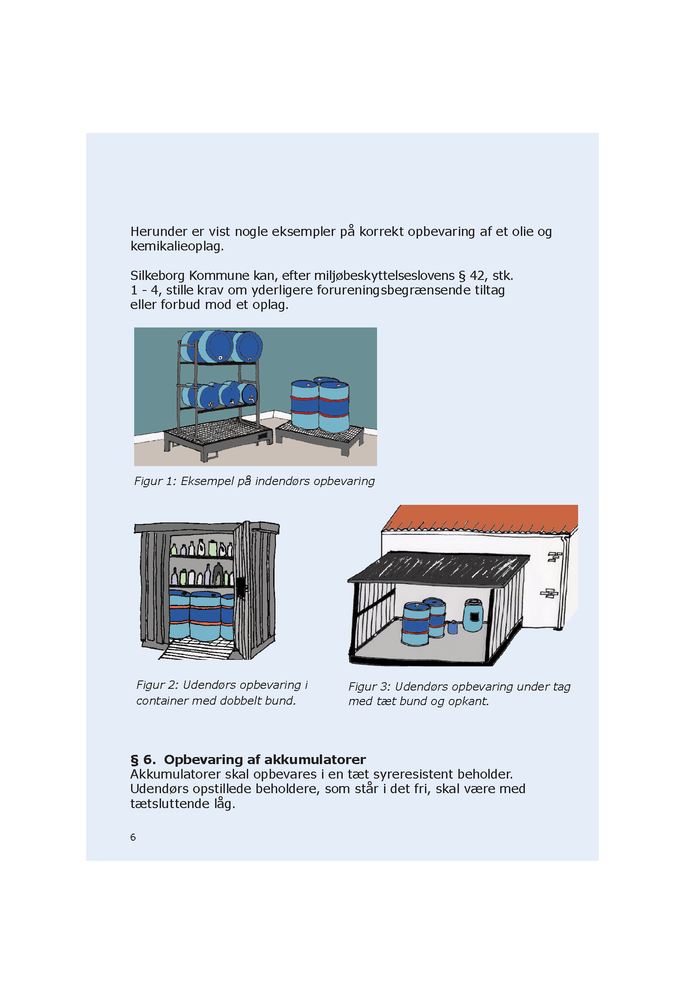 Herunder er vist nogle eksempler på korrekt opbevaring af et olie og
kemikalieoplag.
Silkeborg Kommune kan, efter miljøbeskyttelseslovens § 42, stk.
1 - 4, stille krav om yderligere forureningsbegrænsende tiltag
eller forbud mod et oplag.
Figur 1: Eksempel på indendørs opbevaring
Figur 2: Udendørs opbevaring i
container med dobbelt bund.
Figur 3: Udendørs opbevaring under tag
med tæt bund og opkant.
§ 6. Opbevaring af akkumulatorer
Akkumulatorer skal opbevares i en tæt syreresistent beholder.
Udendørs opstillede beholdere, som står i det fri, skal være med
tætsluttende låg.
6